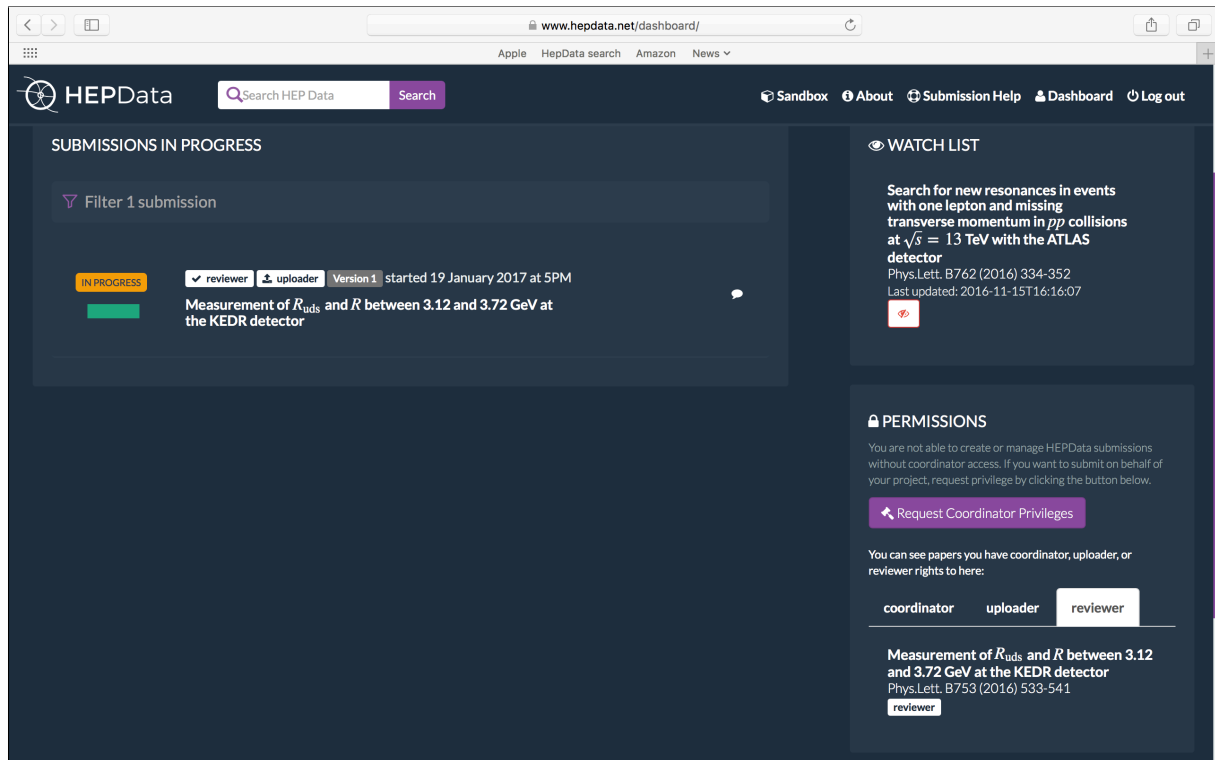 www.hepdata.net/dashboard/
Apple HepData search Amazon News
HEPData Search HEP Data Search Sandbox About Submission Help Dashboard Log out
SUBMISSIONS IN PROGRESS
Filter 1 submission
IN PROGRESS
reviewer uploader Version 1 started 19 January 2017 at 5PM
Measurement of R_uds and R between 3.12 and 3.72 GeV at
the KEDR detector
WATCH LIST
Search for new resonances in events
with one lepton and missing
transverse momentum in pp collisions
at √s = 13 TeV with the ATLAS
detector
Phys.Lett. B762 (2016) 334-352
Last updated: 2016-11-15T16:16:07
PERMISSIONS
You are not able to create or manage HEPData submissions
without coordinator access. If you want to submit on behalf of
your project, request privilege by clicking the button below.
Request Coordinator Privileges
You can see papers you have coordinator, uploader, or
reviewer rights to here:
coordinator uploader reviewer
Measurement of R_uds and R between 3.12
and 3.72 GeV at the KEDR detector
Phys.Lett. B753 (2016) 533-541
reviewer